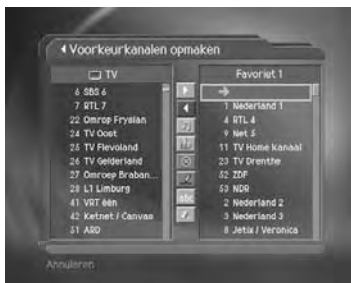 Voorkeurkanalen opmaken
TV
6 SBS 6
7 RTL 7
22 Omrop Fryslan
24 TV Oost
25 TV Flevoland
26 TV Gelderland
27 Omroep Braban...
28 L1 Limburg
41 VRT één
42 Ketnet / Canvas
51 ARD
abc
Favoriet 1
1 Nederland 1
4 RTL 4
9 Net 5
11 TV Home kanaal
23 TV Drenthe
52 ZDF
53 NDR
2 Nederland 2
3 Nederland 3
8 Jetix / Veronica
Annuleren